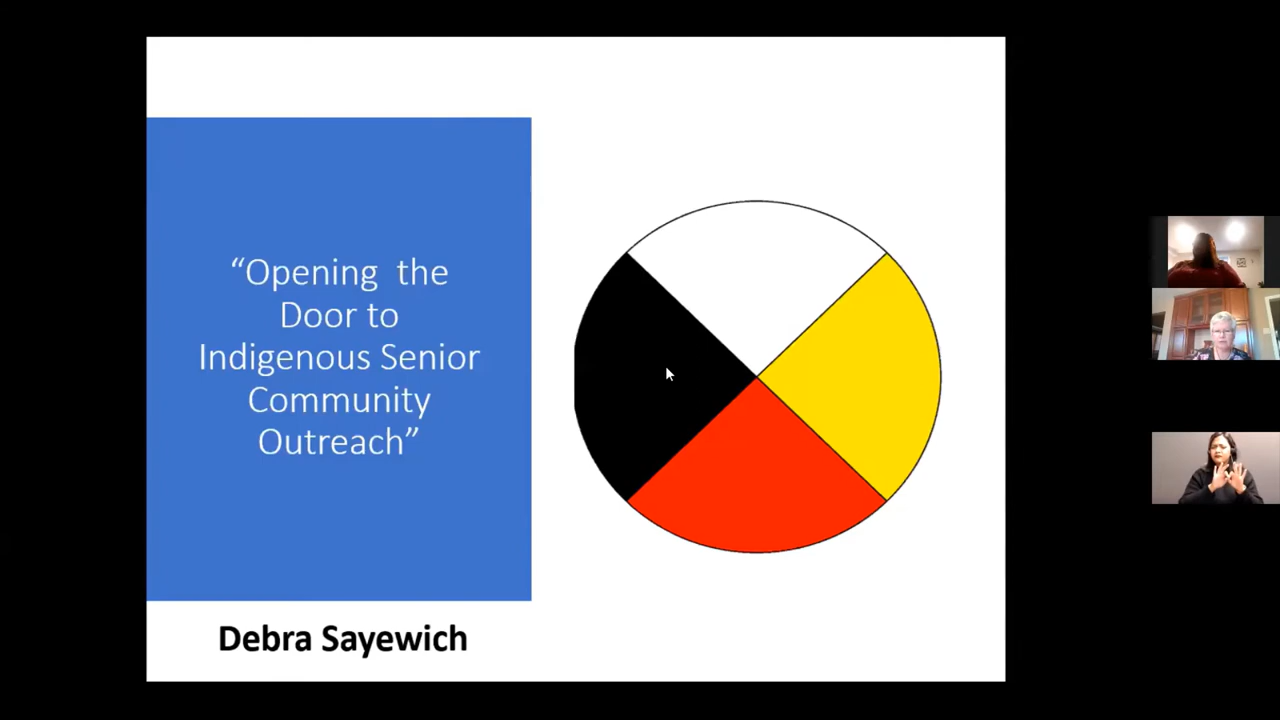 “Opening the
Door to
Indigenous Senior
Community
Outreach”
Debra Sayewich